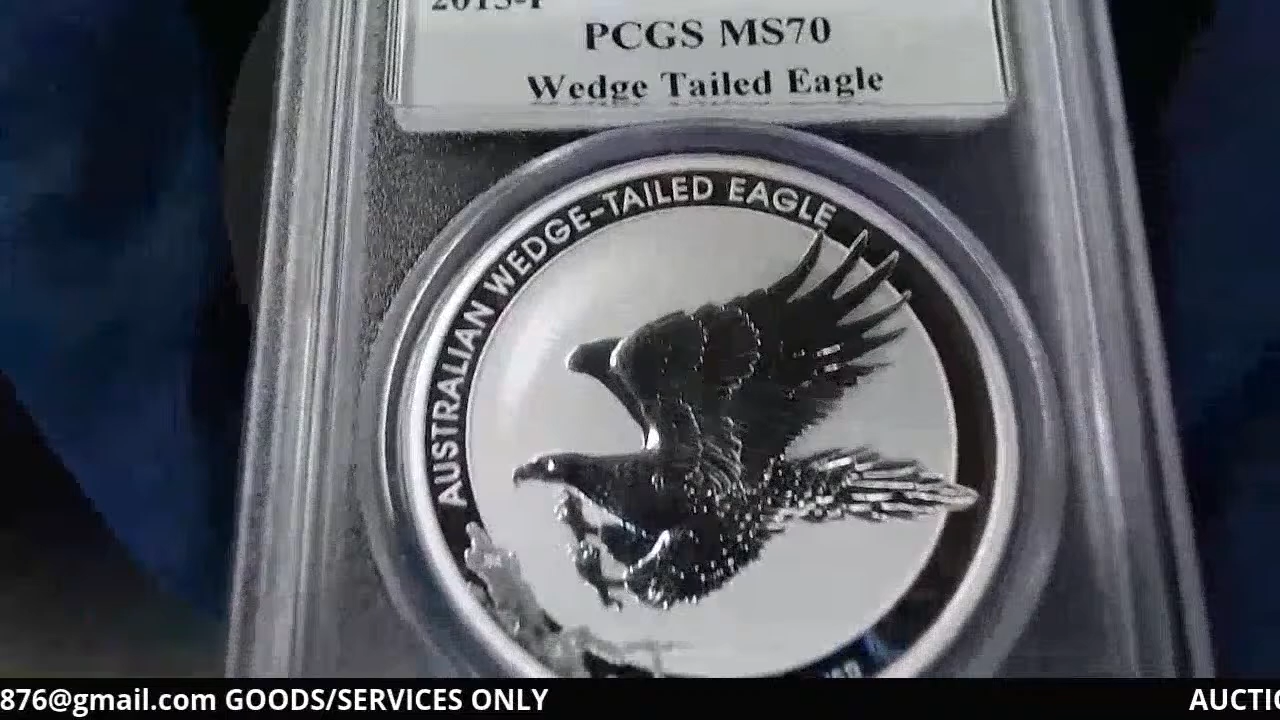 PCGS MS70
Wedge Tailed Eagle
AUSTRALIAN WEDGE-TAILED EAGLE
876@gmail.com GOODS/SERVICES ONLY